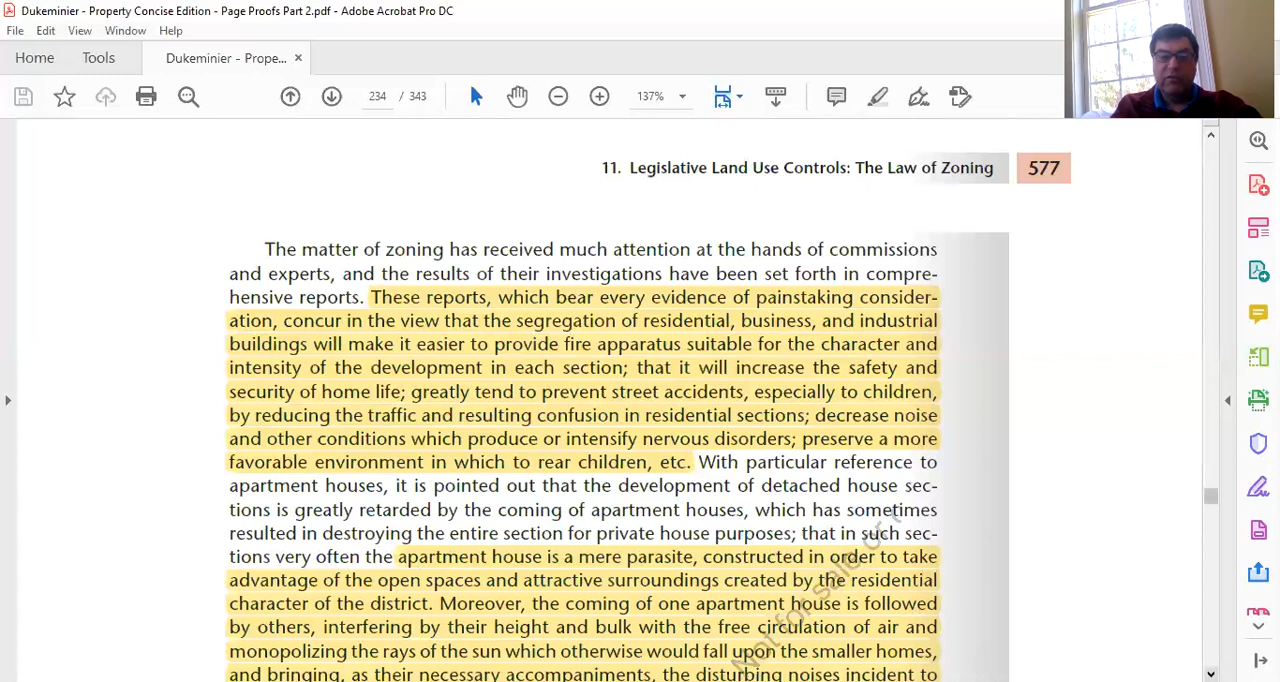 Dukeminier - Property Concise Edition - Page Proofs Part 2.pdf - Adobe Acrobat Pro DC
File Edit View Window Help
Home Tools Dukeminier - Prope... ×
234 / 343 137%
11. Legislative Land Use Controls: The Law of Zoning 577
The matter of zoning has received much attention at the hands of commissions
and experts, and the results of their investigations have been set forth in compre-
hensive reports. These reports, which bear every evidence of painstaking consider-
ation, concur in the view that the segregation of residential, business, and industrial
buildings will make it easier to provide fire apparatus suitable for the character and
intensity of the development in each section; that it will increase the safety and
security of home life; greatly tend to prevent street accidents, especially to children,
by reducing the traffic and resulting confusion in residential sections; decrease noise
and other conditions which produce or intensify nervous disorders; preserve a more
favorable environment in which to rear children, etc. With particular reference to
apartment houses, it is pointed out that the development of detached house sec-
tions is greatly retarded by the coming of apartment houses, which has sometimes
resulted in destroying the entire section for private house purposes; that in such sec-
tions very often the apartment house is a mere parasite, constructed in order to take
advantage of the open spaces and attractive surroundings created by the residential
character of the district. Moreover, the coming of one apartment house is followed
by others, interfering by their height and bulk with the free circulation of air and
monopolizing the rays of the sun which otherwise would fall upon the smaller homes,
and bringing, as their necessary accompaniments, the disturbing noises incident to
Not for sale or